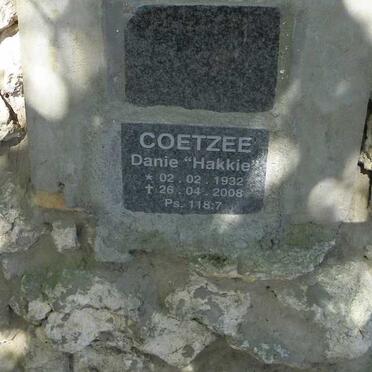 COETZEE
Danie "Hakkie"
* 02 . 02 . 1932
✝ 26 . 04 . 2008
Ps. 118:7